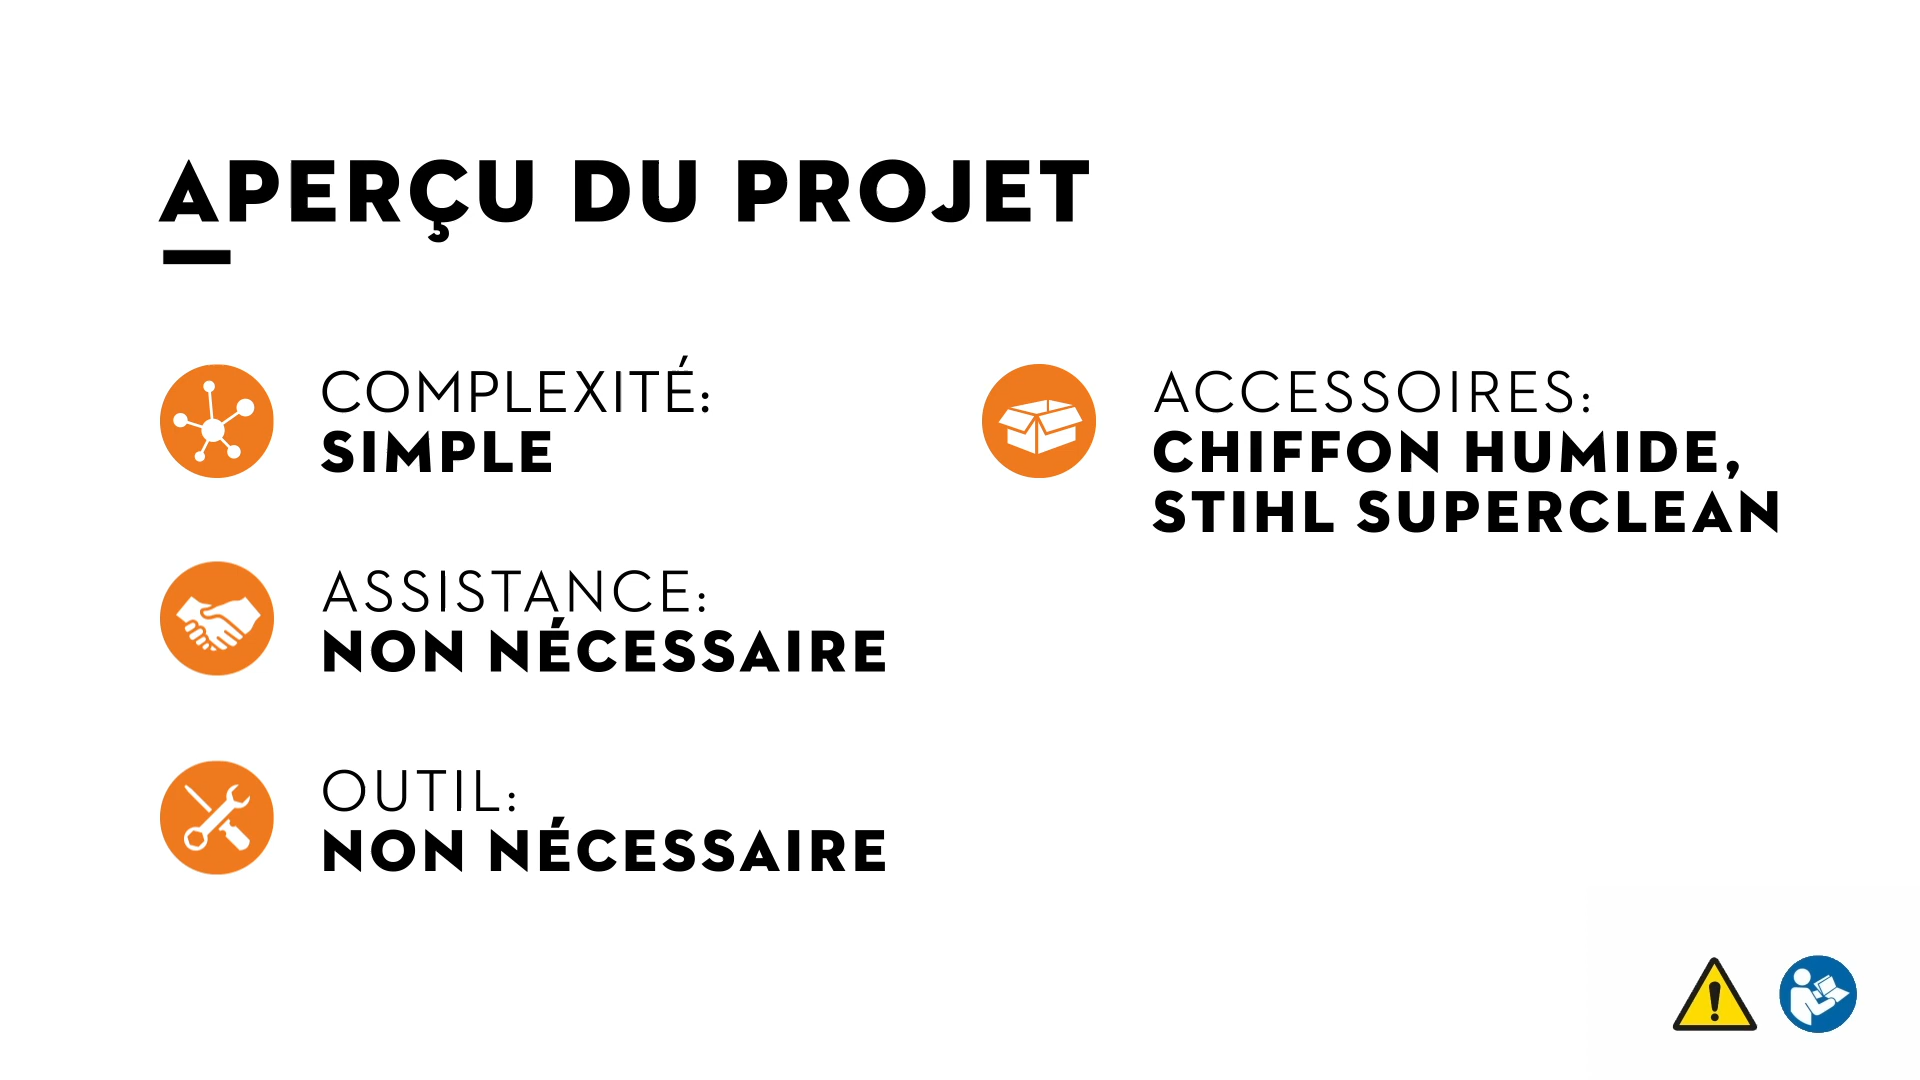 APERÇU DU PROJET
COMPLEXITÉ:
SIMPLE
ASSISTANCE:
NON NÉCESSAIRE
OUTIL:
NON NÉCESSAIRE
ACCESSOIRES:
CHIFFON HUMIDE,
STIHL SUPERCLEAN